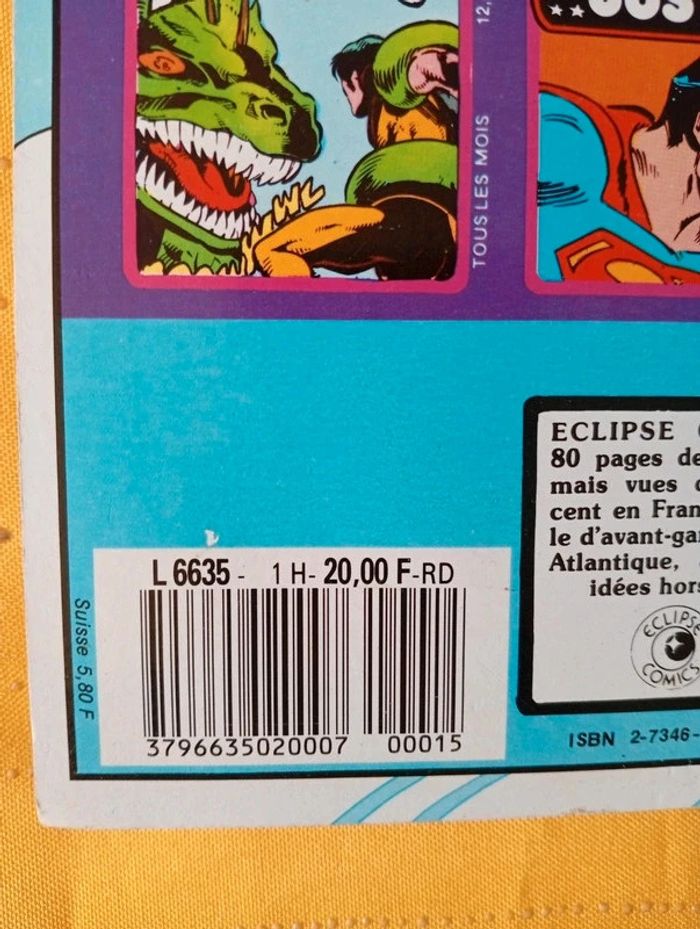 12,
TOUS LES MOIS
ECLIPSE
80 pages de
mais vues
cent en Fran
le d'avant-gar
Atlantique,
idées hors
ECLIPSE
COMICS
L 6635 - 1 H- 20,00 F-RD
3796635020007 00015
Suisse 5,80 F
ISBN 2-7346-